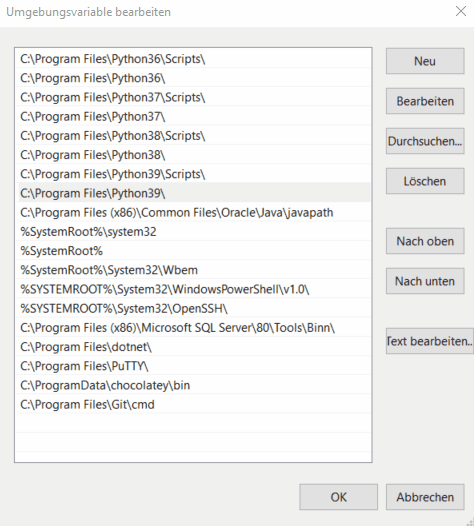 Umgebungsvariable bearbeiten
C:\Program Files\Python36\Scripts\
C:\Program Files\Python36\
C:\Program Files\Python37\Scripts\
C:\Program Files\Python37\
C:\Program Files\Python38\Scripts\
C:\Program Files\Python38\
C:\Program Files\Python39\Scripts\
C:\Program Files\Python39\
C:\Program Files (x86)\Common Files\Oracle\Java\javapath
%SystemRoot%\system32
%SystemRoot%
%SystemRoot%\System32\Wbem
%SYSTEMROOT%\System32\WindowsPowerShell\v1.0\
%SYSTEMROOT%\System32\OpenSSH\
C:\Program Files (x86)\Microsoft SQL Server\80\Tools\Binn\
C:\Program Files\dotnet\
C:\Program Files\PuTTY\
C:\ProgramData\chocolatey\bin
C:\Program Files\Git\cmd
Neu
Bearbeiten
Durchsuchen...
Löschen
Nach oben
Nach unten
Text bearbeiten..
OK
Abbrechen